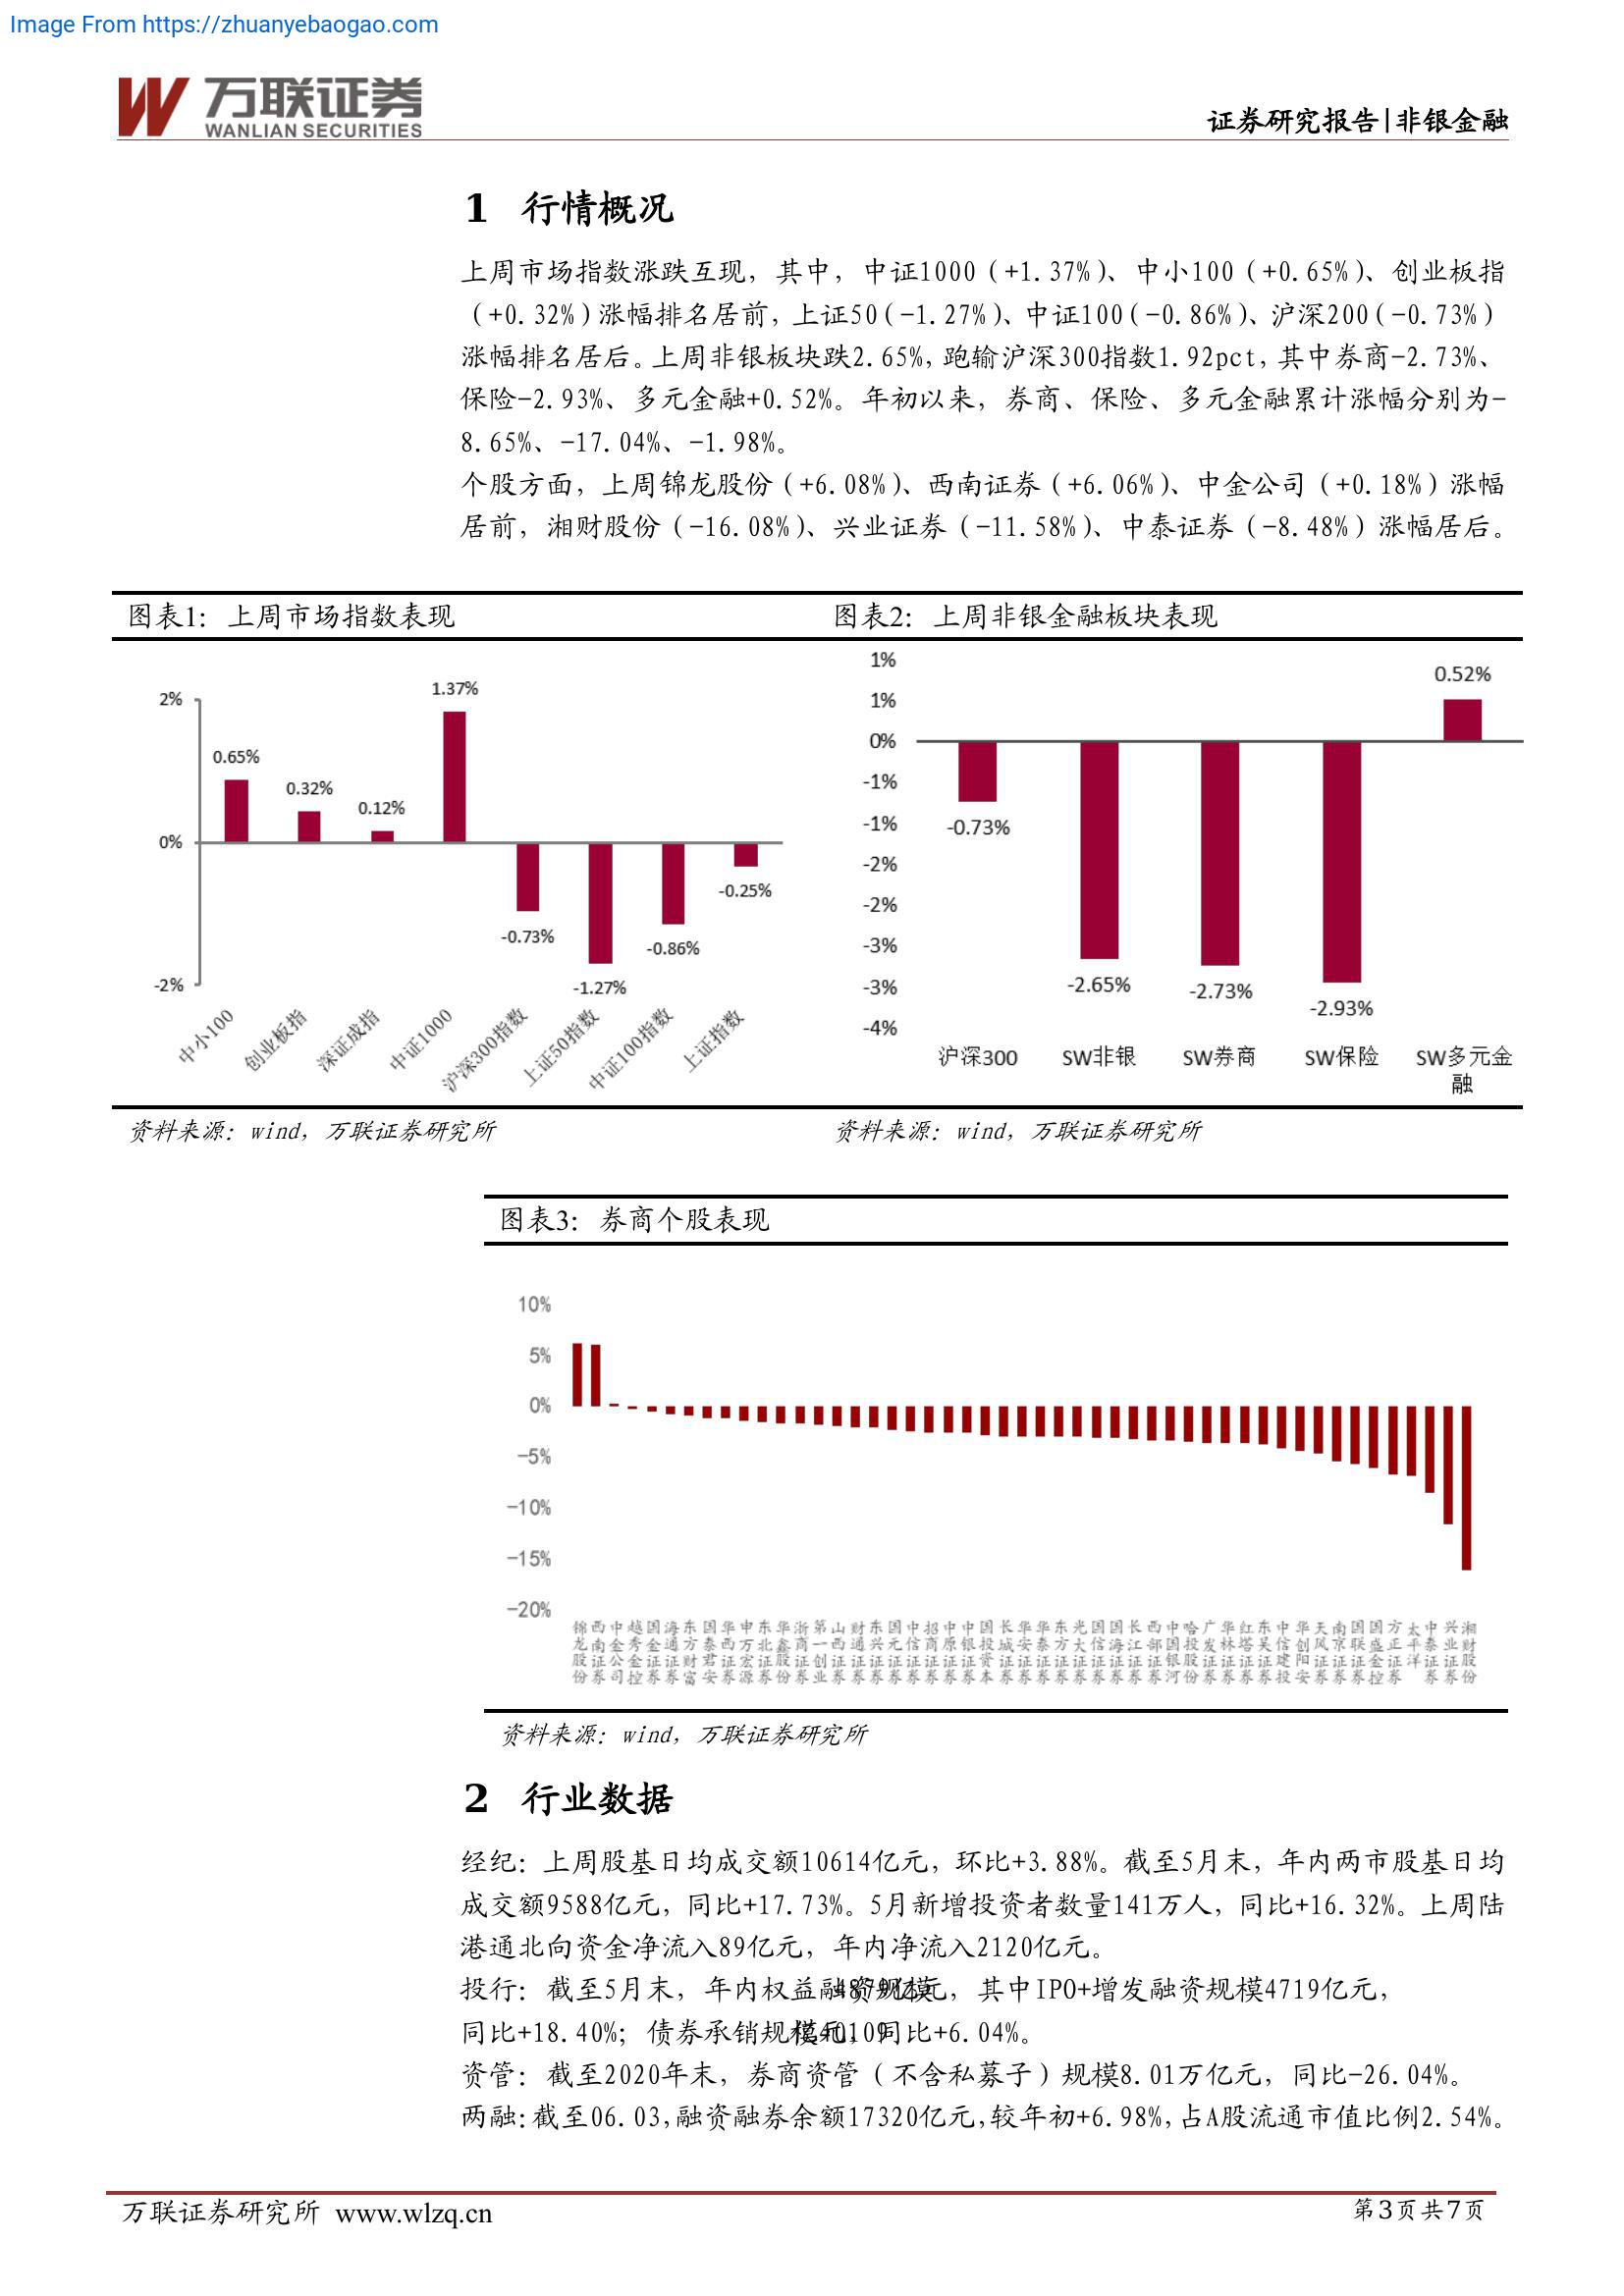 Image From https://zhuanyebaogao.com
万联证券
WANLIAN SECURITIES
证券研究报告|非银金融
1 行情概况
上周市场指数涨跌互现，其中，中证1000（+1.37%）、中小100（+0.65%）、创业板指
（+0.32%）涨幅排名居前，上证50（-1.27%）、中证100（-0.86%）、沪深200（-0.73%）
涨幅排名居后。上周非银板块跌2.65%，跑输沪深300指数1.92pct，其中券商-2.73%、
保险-2.93%、多元金融+0.52%。年初以来，券商、保险、多元金融累计涨幅分别为-
8.65%、-17.04%、-1.98%。
个股方面，上周锦龙股份（+6.08%）、西南证券（+6.06%）、中金公司（+0.18%）涨幅
居前，湘财股份（-16.08%）、兴业证券（-11.58%）、中泰证券（-8.48%）涨幅居后。
图表1：上周市场指数表现
2%
0%
-2%
0.65%
0.32%
0.12%
1.37%
-0.73%
-1.27%
-0.86%
-0.25%
中小100
创业板指
深证成指
中证1000
沪深300指数
上证50指数
中证100指数
上证指数
资料来源：wind，万联证券研究所
图表2：上周非银金融板块表现
1%
1%
0%
-1%
-1%
-2%
-2%
-3%
-3%
-4%
-0.73%
-2.65%
-2.73%
-2.93%
0.52%
沪深300
SW非银
SW券商
SW保险
SW多元金
融
资料来源：wind，万联证券研究所
图表3：券商个股表现
10%
5%
0%
-5%
-10%
-15%
-20%
锦龙股份
西南证券
中金公司
越秀金控
国金证券
海通证券
东方财富
国泰君安
华西证券
申万宏源
东北证券
华鑫股份
浙商证券
第一创业
山西证券
财通证券
东兴证券
国元证券
中信证券
招商证券
中原证券
中银证券
国投资本
长城证券
华安证券
华泰证券
东方证券
光大证券
国信证券
国海证券
长江证券
西部证券
中国银河
哈投股份
广发证券
华林证券
红塔证券
东吴证券
中信建投
华创阳安
天风证券
南京证券
国联证券
国盛金控
方正证券
太平洋
中泰证券
兴业证券
湘财股份
资料来源：wind，万联证券研究所
2 行业数据
经纪：上周股基日均成交额10614亿元，环比+3.88%。截至5月末，年内两市股基日均
成交额9588亿元，同比+17.73%。5月新增投资者数量141万人，同比+16.32%。上周陆
港通北向资金净流入89亿元，年内净流入2120亿元。
投行：截至5月末，年内权益融资规模，其中IPO+增发融资规模4719亿元，
同比+18.40%；债券承销规模同比+6.04%。
资管：截至2020年末，券商资管（不含私募子）规模8.01万亿元，同比-26.04%。
两融：截至06.03，融资融券余额17320亿元，较年初+6.98%，占A股流通市值比例2.54%。
万联证券研究所 www.wlzq.cn
第3页共7页